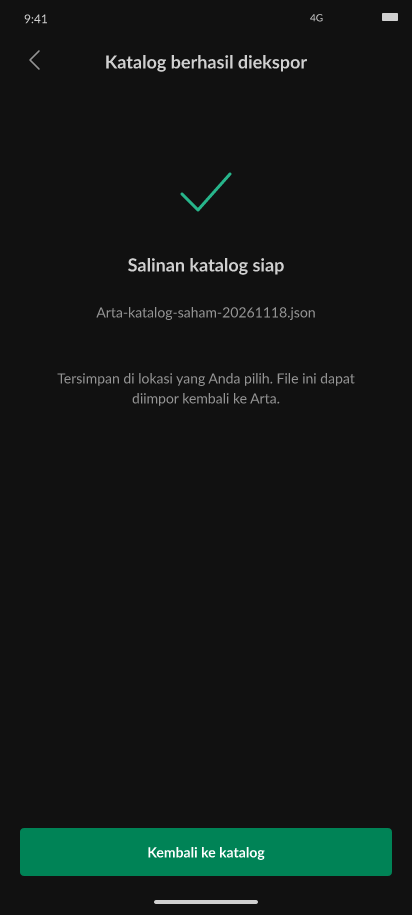 9:41
4G
Katalog berhasil diekspor
Salinan katalog siap
Arta-katalog-saham-20261118.json
Tersimpan di lokasi yang Anda pilih. File ini dapat
diimpor kembali ke Arta.
Kembali ke katalog